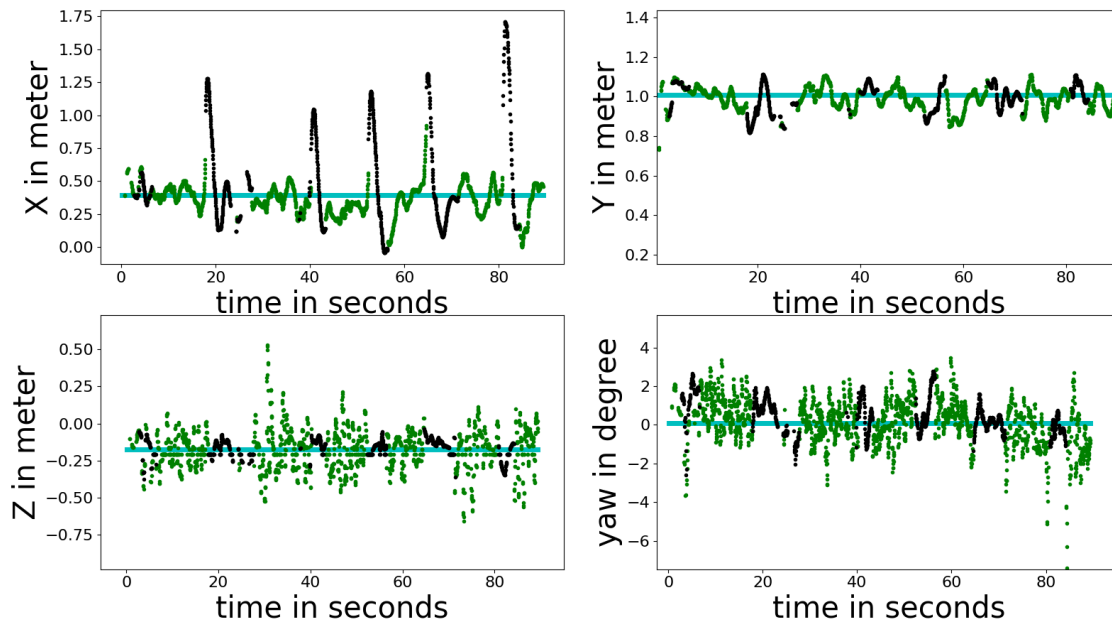 X in meter
1.75
1.50
1.25
1.00
0.75
0.50
0.25
0.00
0 20 40 60 80
time in seconds
Y in meter
1.4
1.2
1.0
0.8
0.6
0.4
0.2
20 40 60 80
time in seconds
Z in meter
0.50
0.25
0.00
−0.25
−0.50
−0.75
0 20 40 60 80
time in seconds
yaw in degree
4
2
0
−2
−4
−6
0 20 40 60 80
time in seconds